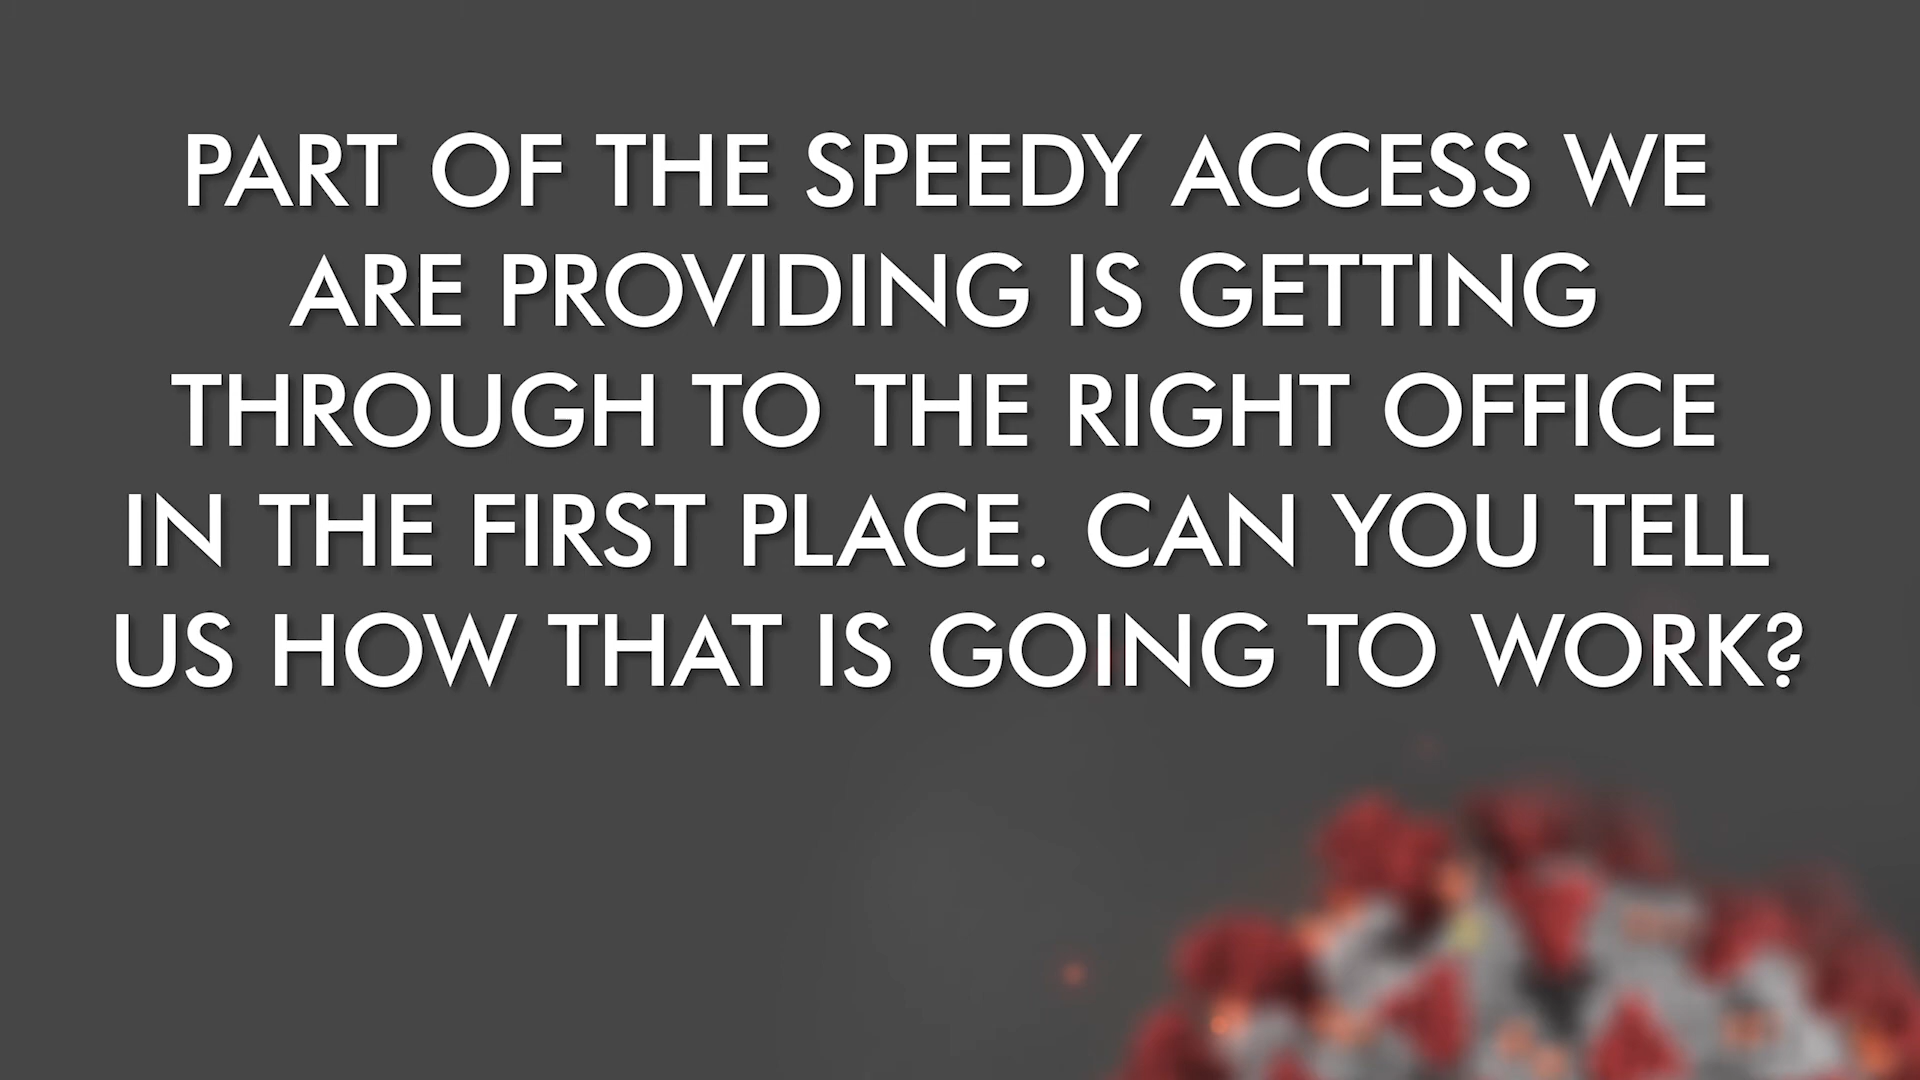 PART OF THE SPEEDY ACCESS WE
ARE PROVIDING IS GETTING
THROUGH TO THE RIGHT OFFICE
IN THE FIRST PLACE. CAN YOU TELL
US HOW THAT IS GOING TO WORK?